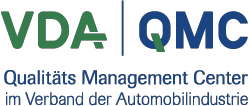 VDA | QMC
Qualitäts Management Center
im Verband der Automobilindustrie